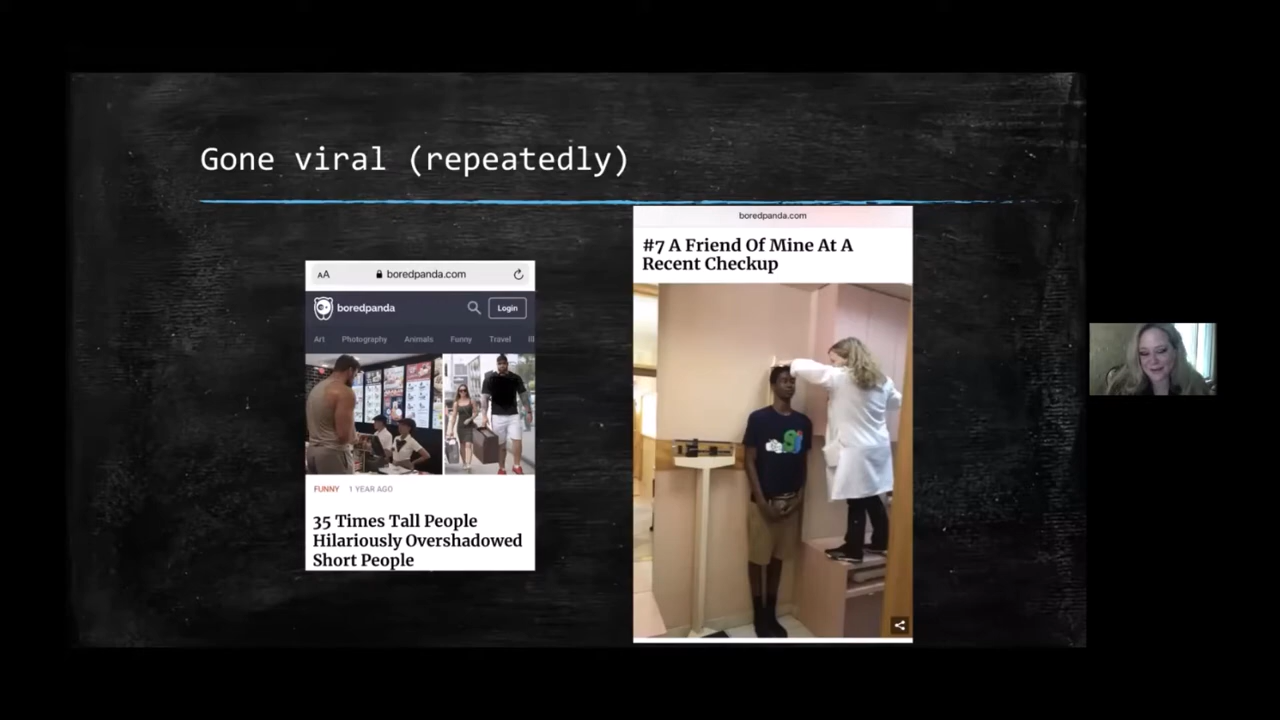 Gone viral (repeatedly)
AA boredpanda.com
boredpanda Login
Art Photography Animals Funny Travel Ill
FUNNY 1 YEAR AGO
35 Times Tall People
Hilariously Overshadowed
Short People
boredpanda.com
#7 A Friend Of Mine At A
Recent Checkup